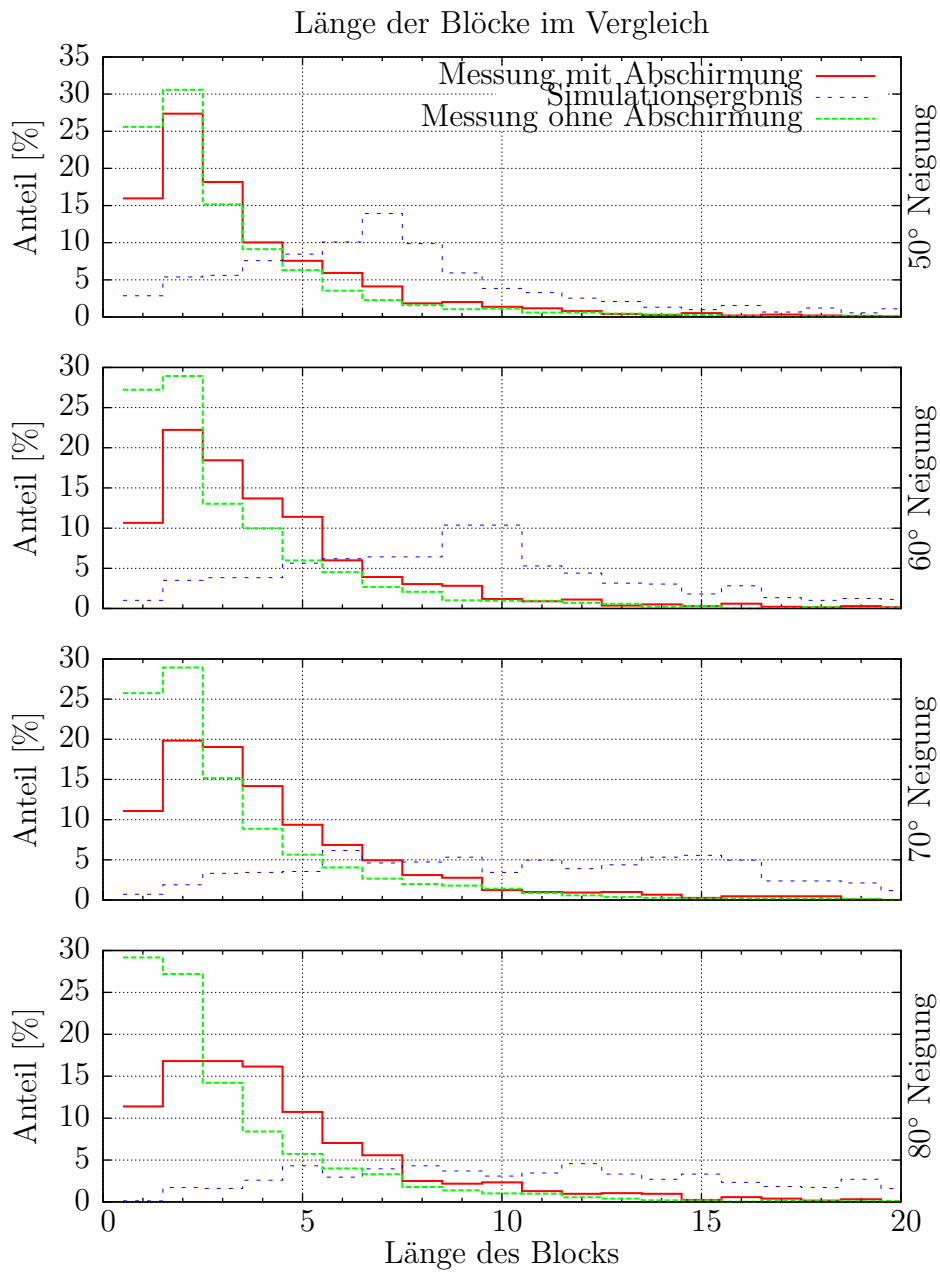 Länge der Blöcke im Vergleich
Messung mit Abschirmung
Simulationsergbnis
Messung ohne Abschirmung
Anteil [%]
50° Neigung
35
30
25
20
15
10
5
0
Anteil [%]
60° Neigung
30
25
20
15
10
5
0
Anteil [%]
70° Neigung
30
25
20
15
10
5
0
Anteil [%]
80° Neigung
30
25
20
15
10
5
0
0 5 10 15 20
Länge des Blocks